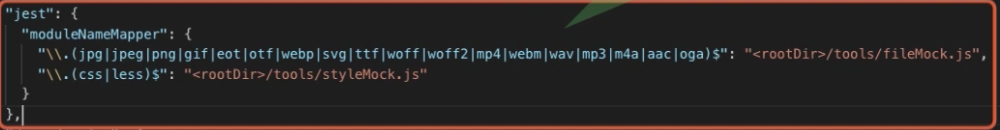 "jest": {
"moduleNameMapper": {
"\\.(jpg|jpeg|png|gif|eot|otf|webp|svg|ttf|woff|woff2|mp4|webm|wav|mp3|m4a|aac|oga)$": "<rootDir>/tools/fileMock.js",
"\\.(css|less)$": "<rootDir>/tools/styleMock.js"
}
},